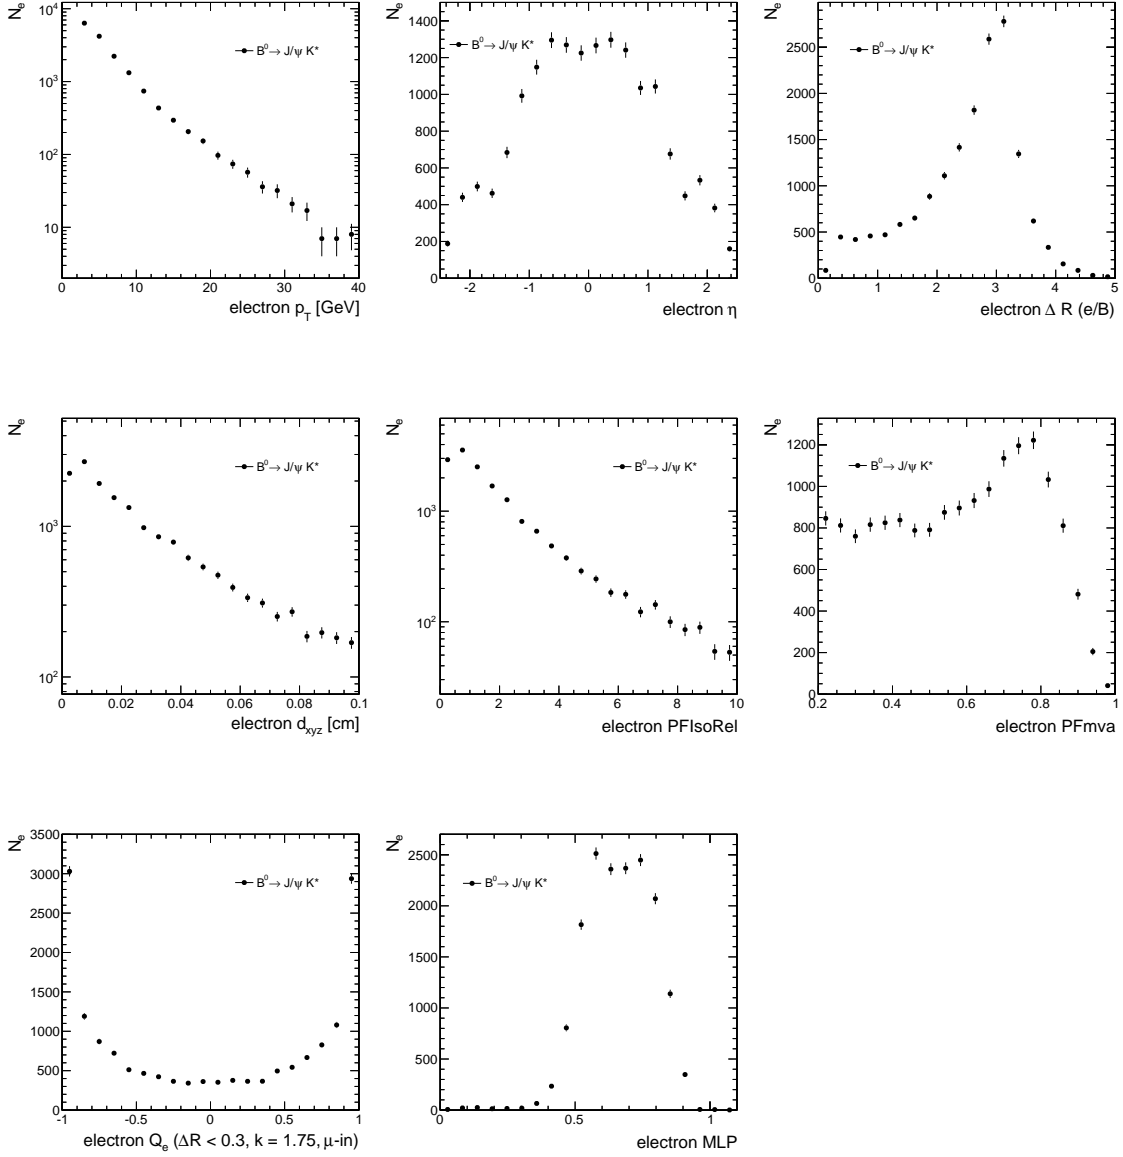 N_e
10^4
10^3
10^2
10
B^0 → J/ψ K*
0 10 20 30 40
electron p_T [GeV]
N_e
1400
1200
1000
800
600
400
200
0
B^0 → J/ψ K*
-2 -1 0 1 2
electron η
N_e
2500
2000
1500
1000
500
0
B^0 → J/ψ K*
0 1 2 3 4 5
electron Δ R (e/B)
N_e
10^3
10^2
B^0 → J/ψ K*
0 0.02 0.04 0.06 0.08 0.1
electron d_xyz [cm]
N_e
10^3
10^2
B^0 → J/ψ K*
0 2 4 6 8 10
electron PFIsoRel
N_e
1200
1000
800
600
400
200
0
B^0 → J/ψ K*
0.2 0.4 0.6 0.8 1
electron PFmva
N_e
3500
3000
2500
2000
1500
1000
500
0
B^0 → J/ψ K*
-1 -0.5 0 0.5 1
electron Q_e (ΔR < 0.3, k = 1.75, μ-in)
N_e
2500
2000
1500
1000
500
0
B^0 → J/ψ K*
0 0.5 1
electron MLP